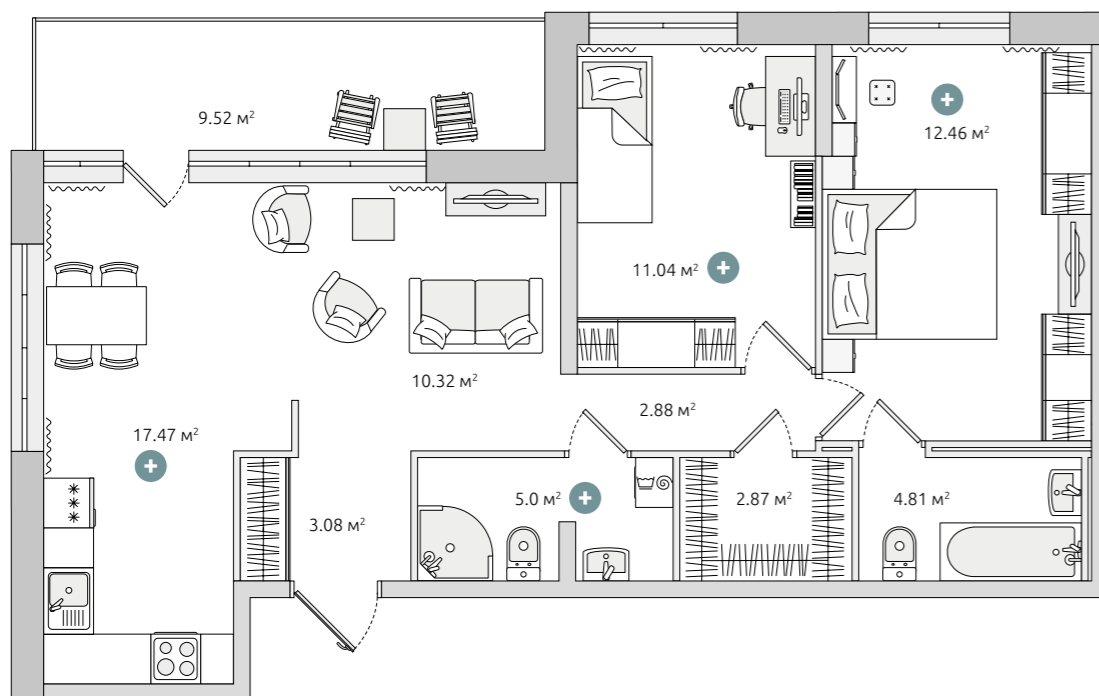 9.52 м²
12.46 м²
11.04 м²
10.32 м²
2.88 м²
17.47 м²
5.0 м²
2.87 м²
4.81 м²
3.08 м²